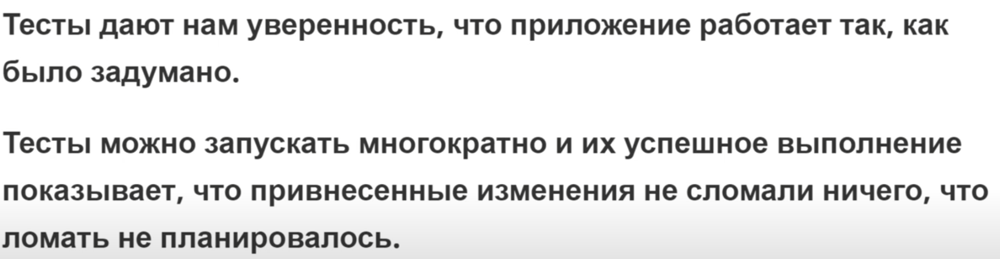 Тесты дают нам уверенность, что приложение работает так, как
было задумано.
Тесты можно запускать многократно и их успешное выполнение
показывает, что привнесенные изменения не сломали ничего, что
ломать не планировалось.